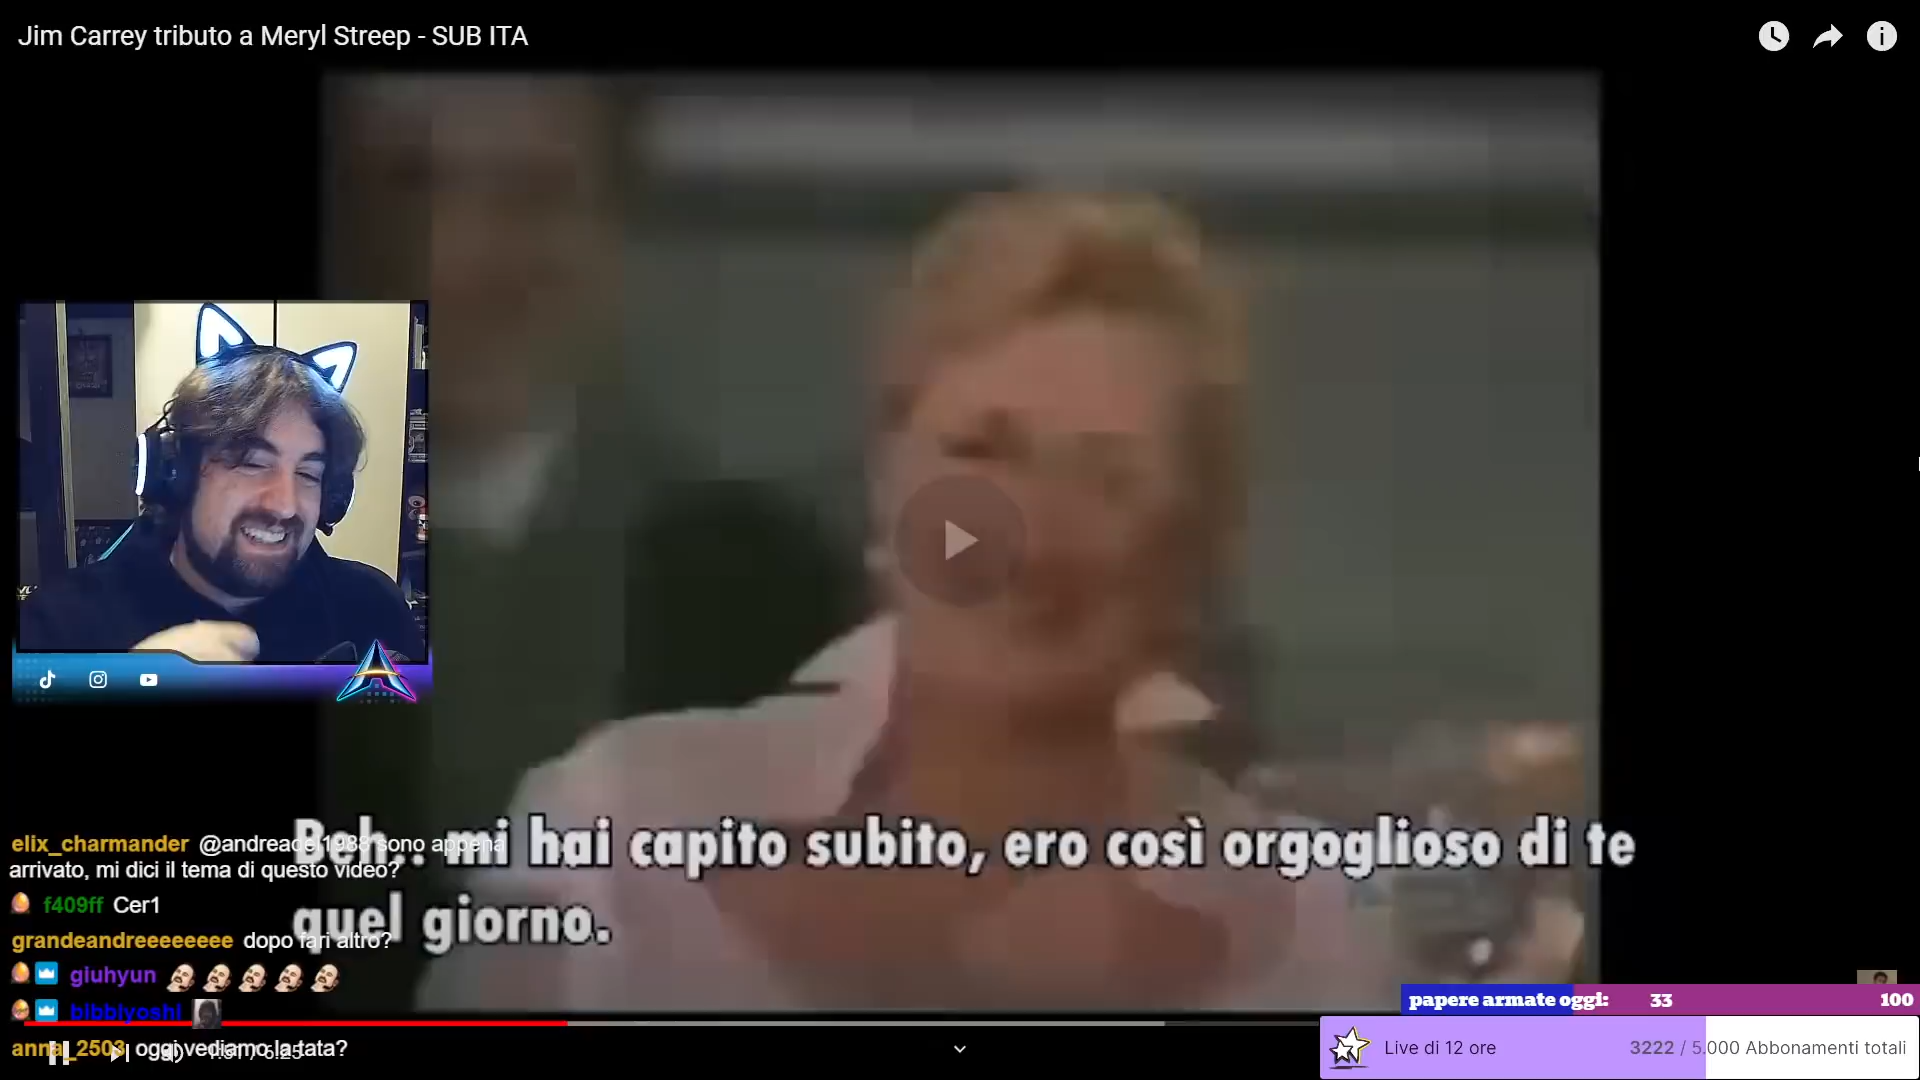 Jim Carrey tributo a Meryl Streep - SUB ITA
Beh.. mi hai capito subito, ero così orgoglioso di te
quel giorno.
elix_charmander @andreadel1988 sono appena
arrivato, mi dici il tema di questo video?
f409ff Cer1
grandeandreeeeeeee dopo fari altro?
giuhyun
bibbiyoshi
anna_2503 oggi vediamo la tata?
papere armate oggi: 33 100
Live di 12 ore 3222 / 5.000 Abbonamenti totali